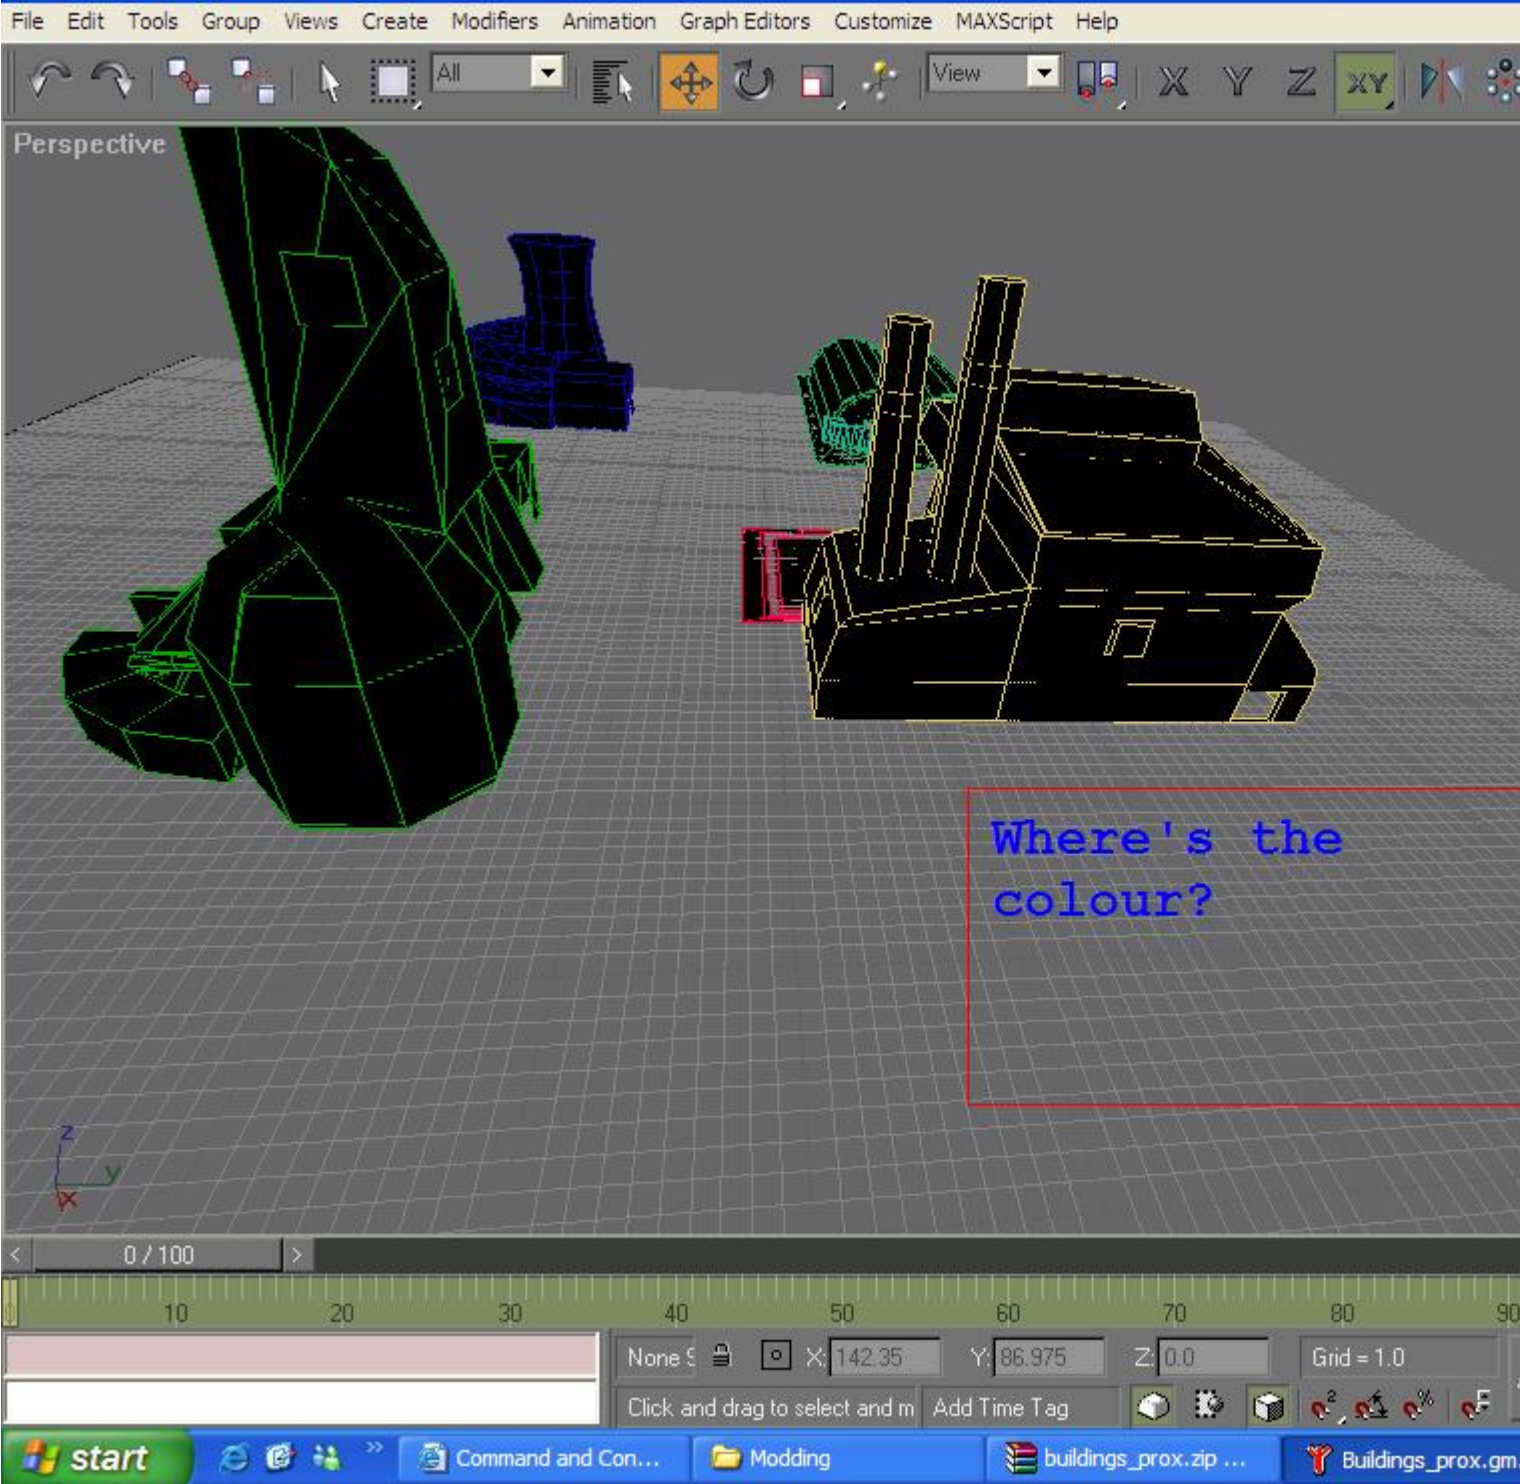 File Edit Tools Group Views Create Modifiers Animation Graph Editors Customize MAXScript Help
All View X Y Z XY
Perspective
Where's the
colour?
z
y
x
< 0 / 100 >
10 20 30 40 50 60 70 80 90
None S X: 142.35 Y: 86.975 Z: 0.0 Grid = 1.0
Click and drag to select and m Add Time Tag
start » Command and Con... Modding buildings_prox.zip ... Buildings_prox.gm